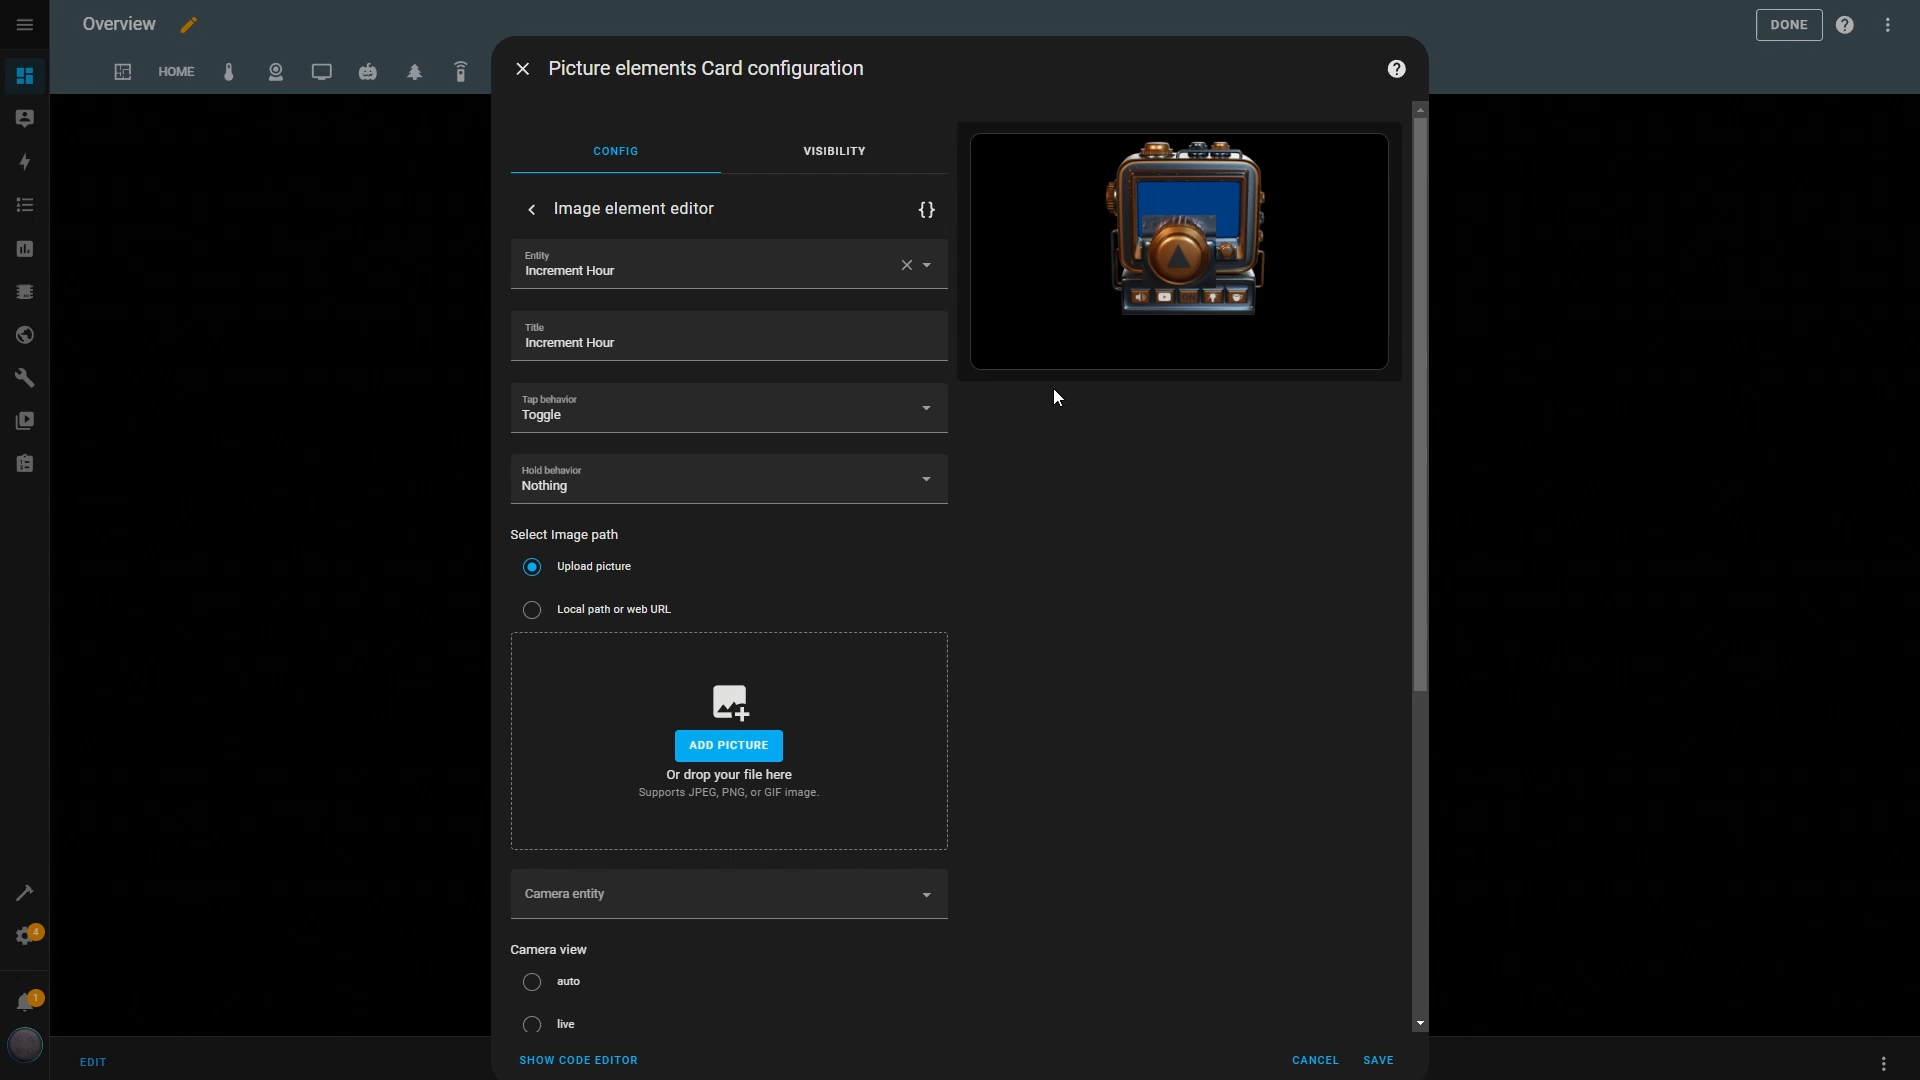 Overview
DONE
HOME
Picture elements Card configuration
CONFIG
VISIBILITY
Image element editor
Entity
Increment Hour
Title
Increment Hour
Tap behavior
Toggle
Hold behavior
Nothing
Select Image path
Upload picture
Local path or web URL
ADD PICTURE
Or drop your file here
Supports JPEG, PNG, or GIF image.
Camera entity
Camera view
auto
live
4
1
EDIT
SHOW CODE EDITOR
CANCEL
SAVE